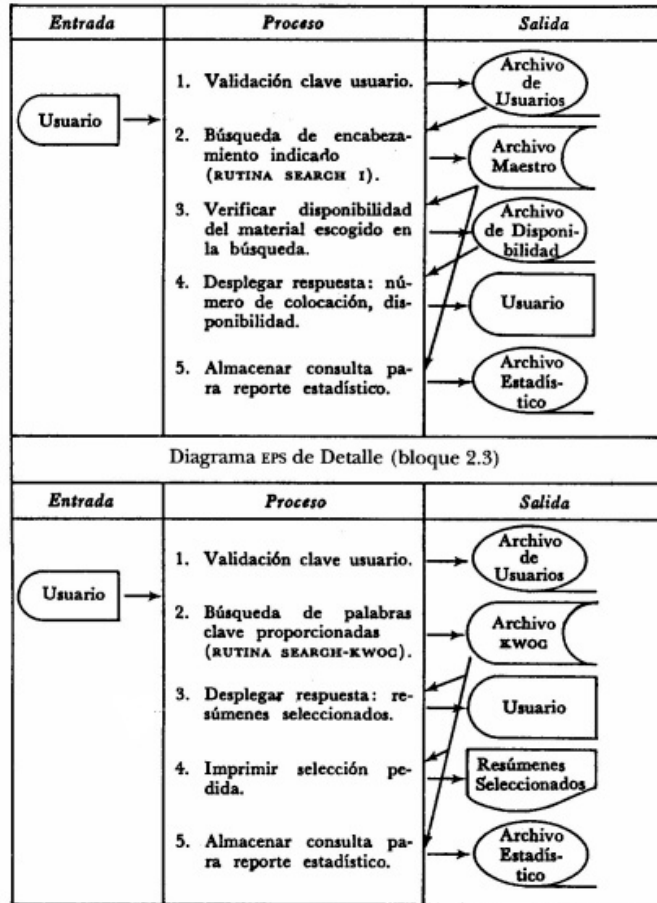 Entrada
Proceso
Salida
Usuario
1. Validación clave usuario.
Archivo
de
Usuarios
2. Búsqueda de encabeza-
miento indicado
(RUTINA SEARCH I).
Archivo
Maestro
3. Verificar disponibilidad
del material escogido en
la búsqueda.
Archivo
de Disponi-
bilidad
4. Desplegar respuesta: nú-
mero de colocación, dis-
ponibilidad.
Usuario
5. Almacenar consulta pa-
ra reporte estadístico.
Archivo
Estadís-
tico
Diagrama EPS de Detalle (bloque 2.3)
Entrada
Proceso
Salida
Usuario
1. Validación clave usuario.
Archivo
de
Usuarios
2. Búsqueda de palabras
clave proporcionadas
(RUTINA SEARCH-KWOC).
Archivo
KWOC
3. Desplegar respuesta: re-
súmenes seleccionados.
Usuario
4. Imprimir selección pe-
dida.
Resúmenes
Seleccionados
5. Almacenar consulta pa-
ra reporte estadístico.
Archivo
Estadís-
tico